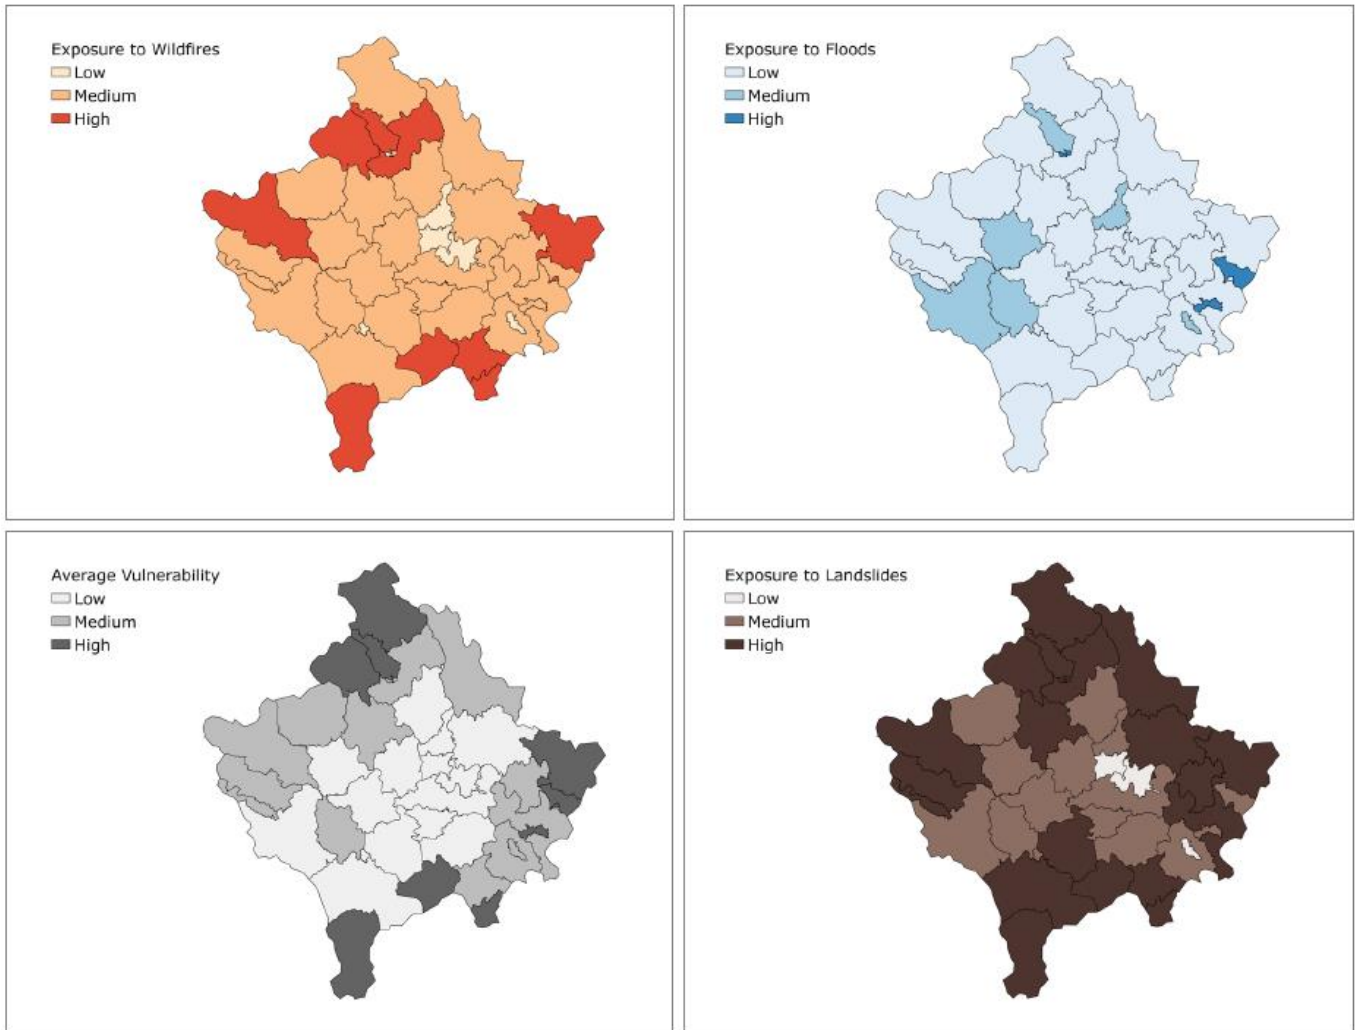 Exposure to Wildfires
Low
Medium
High
Exposure to Floods
Low
Medium
High
Average Vulnerability
Low
Medium
High
Exposure to Landslides
Low
Medium
High